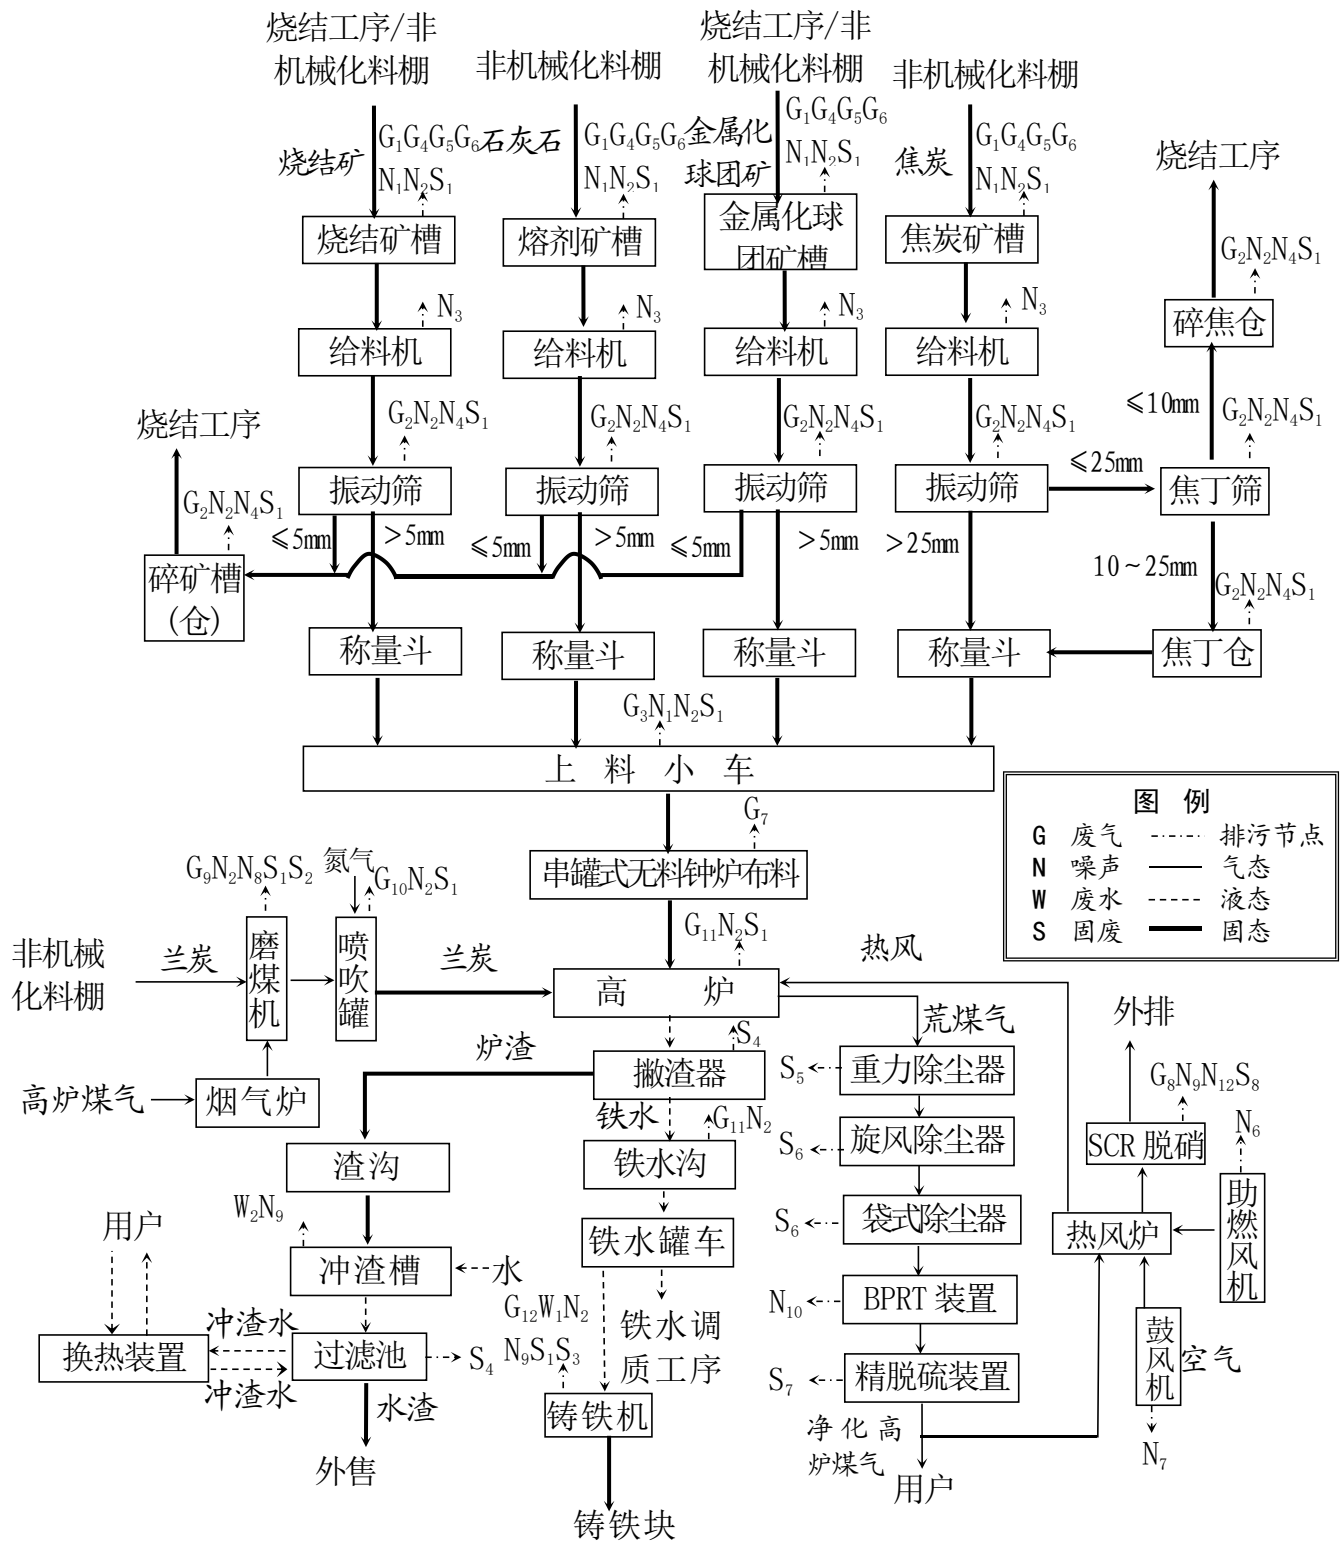 烧结工序/非
机械化料棚
非机械化料棚
烧结工序/非
机械化料棚
非机械化料棚
烧结矿
G₁G₄G₅G₆
N₁N₂S₁
石灰石
G₁G₄G₅G₆
N₁N₂S₁
金属化
球团矿
G₁G₄G₅G₆
N₁N₂S₁
焦炭
G₁G₄G₅G₆
N₁N₂S₁
烧结工序
烧结矿槽
熔剂矿槽
金属化球
团矿槽
焦炭矿槽
G₂N₂N₄S₁
N₃
N₃
N₃
N₃
碎焦仓
给料机
给料机
给料机
给料机
≤10mm
G₂N₂N₄S₁
烧结工序
G₂N₂N₄S₁
G₂N₂N₄S₁
G₂N₂N₄S₁
G₂N₂N₄S₁
≤25mm
振动筛
振动筛
振动筛
振动筛
焦丁筛
G₂N₂N₄S₁
≤5mm
>5mm
≤5mm
>5mm
≤5mm
>5mm
>25mm
10~25mm
G₂N₂N₄S₁
碎矿槽
(仓)
称量斗
称量斗
称量斗
称量斗
焦丁仓
G₃N₁N₂S₁
上 料 小 车
图 例
G 废气 排污节点
N 噪声 气态
W 废水 液态
S 固废 固态
G₇
串罐式无料钟炉布料
G₉N₂N₈S₁S₂
氮气
G₁₀N₂S₁
G₁₁N₂S₁
非机械
化料棚
兰炭
磨煤机
喷吹罐
兰炭
高 炉
热风
荒煤气
外排
高炉煤气
烟气炉
炉渣
S₄
撇渣器
S₅
重力除尘器
G₈N₉N₁₂S₈
铁水
G₁₁N₂
N₆
渣沟
铁水沟
S₆
旋风除尘器
SCR 脱硝
助燃风机
用户
W₂N₉
铁水罐车
S₆
袋式除尘器
热风炉
冲渣槽
水
G₁₂W₁N₂
N₉S₁S₃
铁水调
质工序
N₁₀
BPRT 装置
鼓风机
空气
冲渣水
换热装置
冲渣水
过滤池
S₄
S₇
精脱硫装置
水渣
铸铁机
净化高
炉煤气
N₇
外售
用户
铸铁块